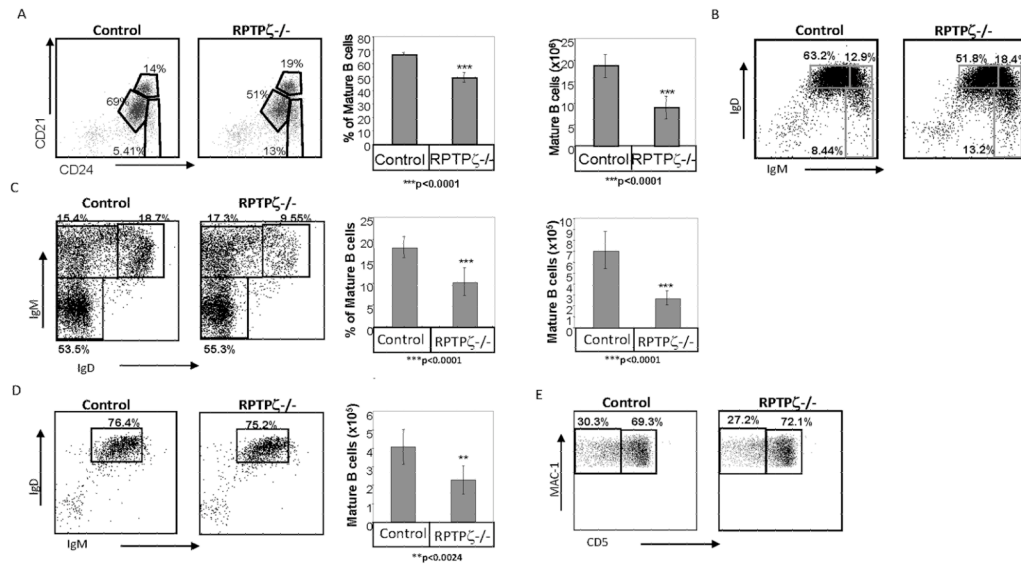 A
Control
RPTPζ-/-
14%
69%
5.41%
19%
51%
13%
CD21
CD24
% of Mature B cells
80
70
60
50
40
30
20
10
0
***
Control RPTPζ-/-
***p<0.0001
Mature B cells (x10⁶)
25
20
15
10
5
0
***
Control RPTPζ-/-
***p<0.0001
B
Control
RPTPζ-/-
63.2% 12.9%
8.44%
51.8% 18.4%
13.2%
IgD
IgM
C
Control
RPTPζ-/-
15.4% 18.7%
53.5%
17.3% 9.55%
55.3%
IgM
IgD
% of Mature B cells
25
20
15
10
5
0
***
Control RPTPζ-/-
***p<0.0001
Mature B cells (x10⁵)
10
9
8
7
6
5
4
3
2
1
0
***
Control RPTPζ-/-
***p<0.0001
D
Control
RPTPζ-/-
76.4%
75.2%
IgD
IgM
Mature B cells (x10⁵)
6
5
4
3
2
1
0
**
Control RPTPζ-/-
**p<0.0024
E
Control
RPTPζ-/-
30.3% 69.3%
27.2% 72.1%
MAC-1
CD5